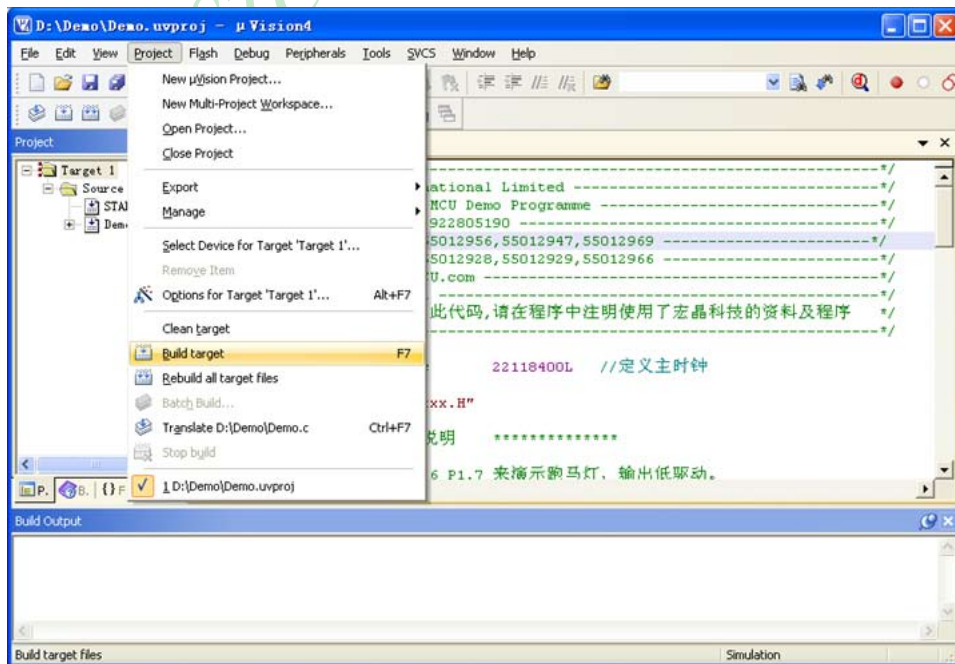 D:\Demo\Demo.uvproj - μVision4
File Edit View Project Flash Debug Peripherals Tools SVCS Window Help
New μVision Project...
New Multi-Project Workspace...
Open Project...
Close Project
Export
Manage
Select Device for Target 'Target 1'...
Remove Item
Options for Target 'Target 1'... Alt+F7
Clean target
Build target F7
Rebuild all target files
Batch Build...
Translate D:\Demo\Demo.c Ctrl+F7
Stop build
1 D:\Demo\Demo.uvproj
Project
Target 1
Source
STA
Dem
P. B. {} F
---------------------------------------------*/
national Limited ----------------------------*/
MCU Demo Programme --------------------------*/
922805190 -----------------------------------*/
55012956,55012947,55012969 ------------------------*/
55012928,55012929,55012966 ------------------------*/
U.com ---------------------------------------*/
---------------------------------------------*/
此代码,请在程序中注明使用了宏晶科技的资料及程序 */
---------------------------------------------*/
22118400L //定义主时钟
xx.H"
说明 **************
6 P1.7 来演示跑马灯，输出低驱动。
Build Output
Build target files Simulation